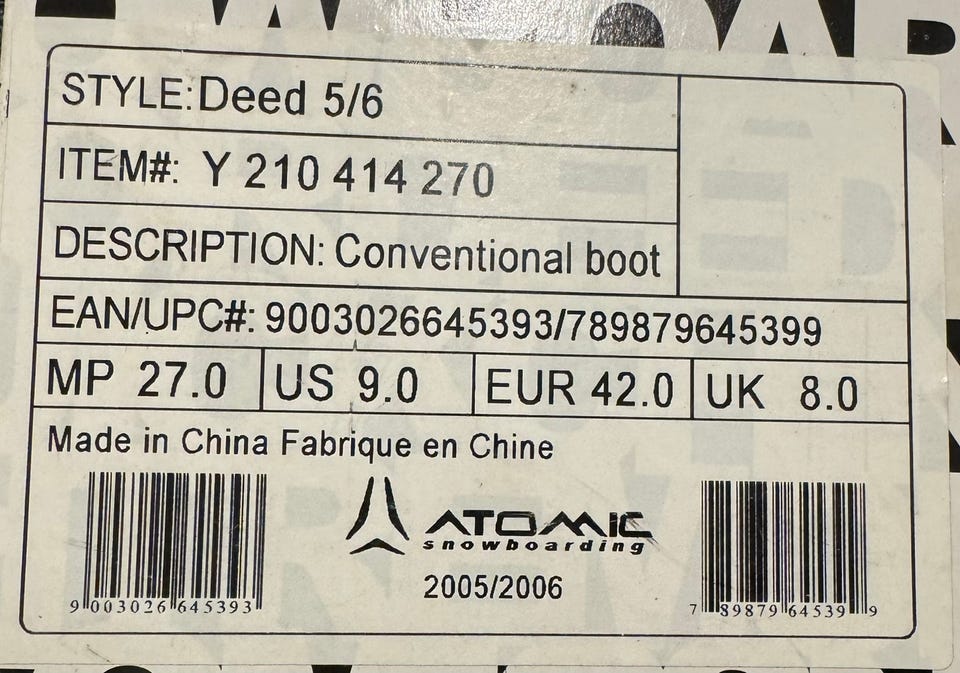 STYLE: Deed 5/6
ITEM#: Y 210 414 270
DESCRIPTION: Conventional boot
EAN/UPC#: 9003026645393/789879645399
MP 27.0 US 9.0 EUR 42.0 UK 8.0
Made in China Fabrique en Chine
ATOMIC
snowboarding
2005/2006
9 003026 645393
7 89879 64539 9